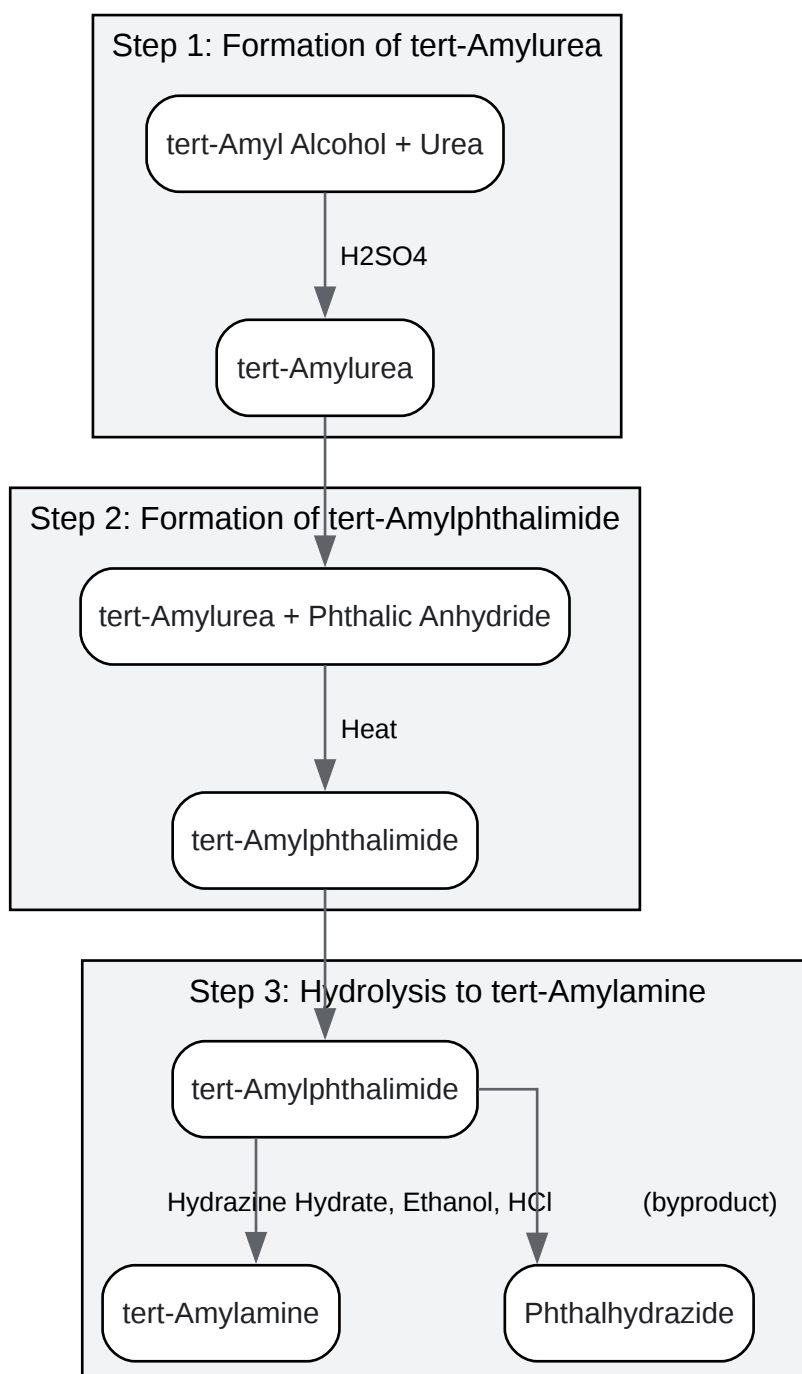 Step 1: Formation of tert-Amylurea
tert-Amyl Alcohol + Urea
H2SO4
tert-Amylurea
Step 2: Formation of tert-Amylphthalimide
tert-Amylurea + Phthalic Anhydride
Heat
tert-Amylphthalimide
Step 3: Hydrolysis to tert-Amylamine
tert-Amylphthalimide
Hydrazine Hydrate, Ethanol, HCl
(byproduct)
tert-Amylamine
Phthalhydrazide